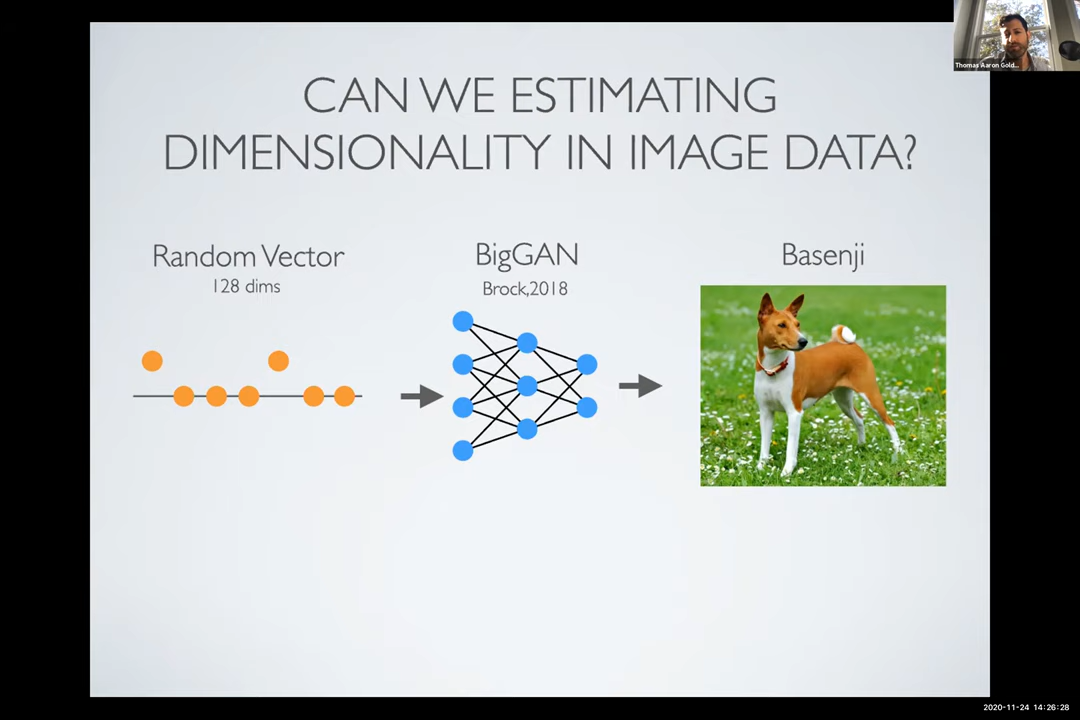 Thomas Aaron Gold...
CAN WE ESTIMATING
DIMENSIONALITY IN IMAGE DATA?
Random Vector
128 dims
BigGAN
Brock,2018
Basenji
2020-11-24 14:26:28